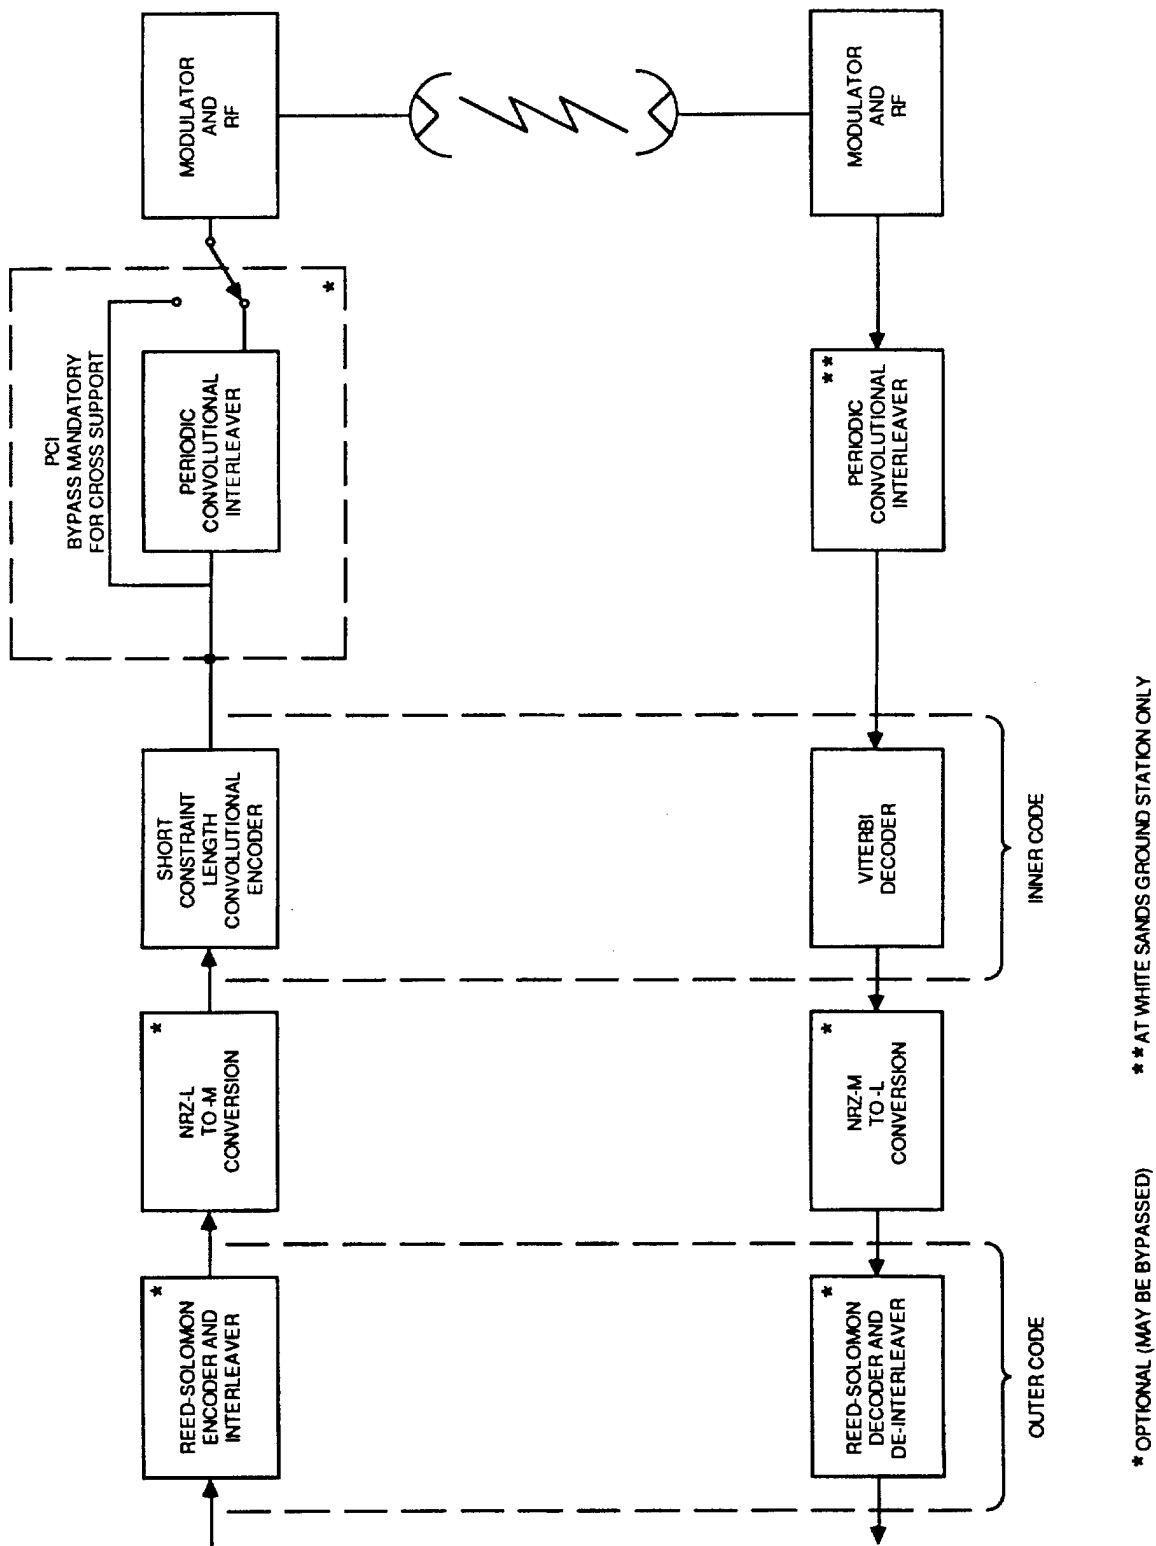 REED-SOLOMON
ENCODER AND
INTERLEAVER
*
NRZ-L
TO -M
CONVERSION
*
SHORT
CONSTRAINT
LENGTH
CONVOLUTIONAL
ENCODER
PCI
BYPASS MANDATORY
FOR CROSS SUPPORT
PERIODIC
CONVOLUTIONAL
INTERLEAVER
*
MODULATOR
AND
RF
REED-SOLOMON
DECODER AND
DE-INTERLEAVER
*
NRZ-M
TO -L
CONVERSION
*
VITERBI
DECODER
PERIODIC
CONVOLUTIONAL
INTERLEAVER
**
MODULATOR
AND
RF
OUTER CODE
INNER CODE
* OPTIONAL (MAY BE BYPASSED)
** AT WHITE SANDS GROUND STATION ONLY